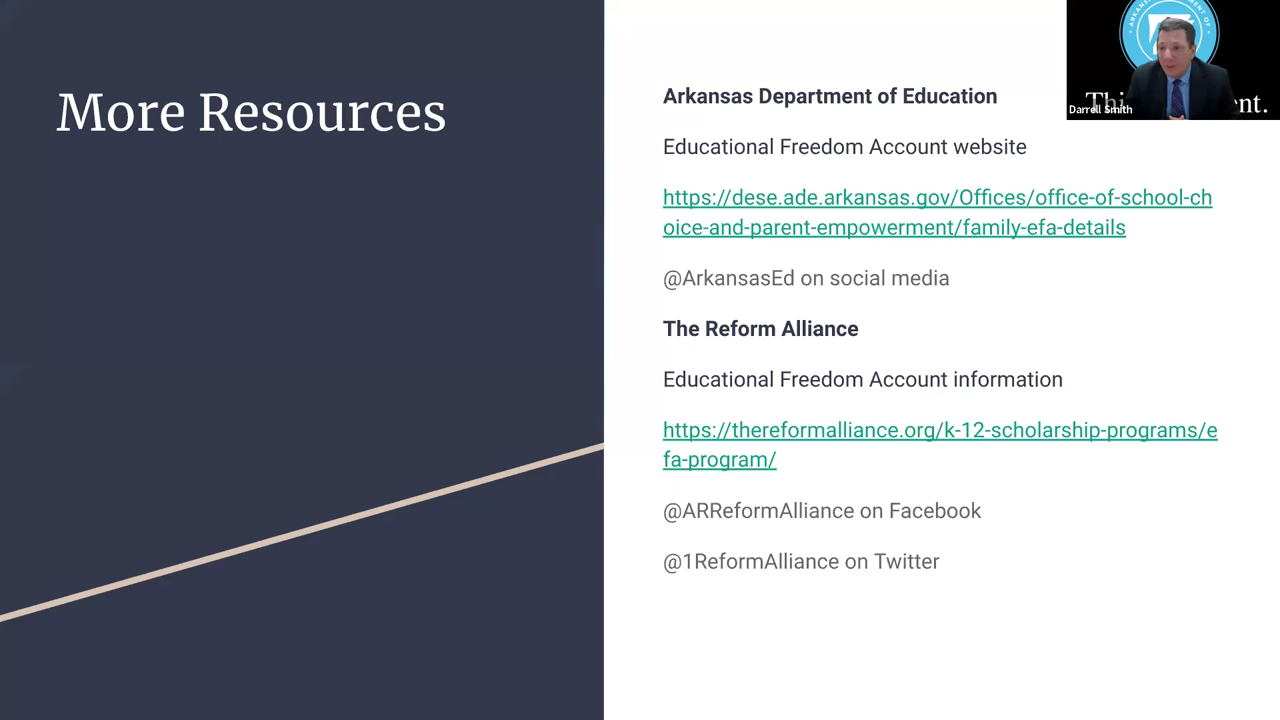 More Resources
Arkansas Department of Education
Educational Freedom Account website
https://dese.ade.arkansas.gov/Offices/office-of-school-ch
oice-and-parent-empowerment/family-efa-details
@ArkansasEd on social media
The Reform Alliance
Educational Freedom Account information
https://thereformalliance.org/k-12-scholarship-programs/e
fa-program/
@ARReformAlliance on Facebook
@1ReformAlliance on Twitter
Darrell Smith